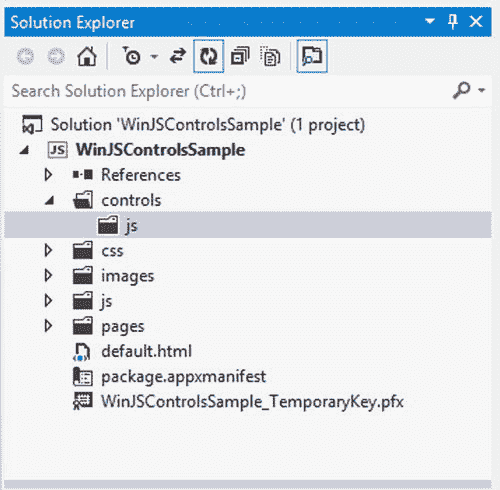 Solution Explorer
Search Solution Explorer (Ctrl+;)
Solution 'WinJSControlsSample' (1 project)
JS WinJSControlsSample
References
controls
js
css
images
js
pages
default.html
package.appxmanifest
WinJSControlsSample_TemporaryKey.pfx